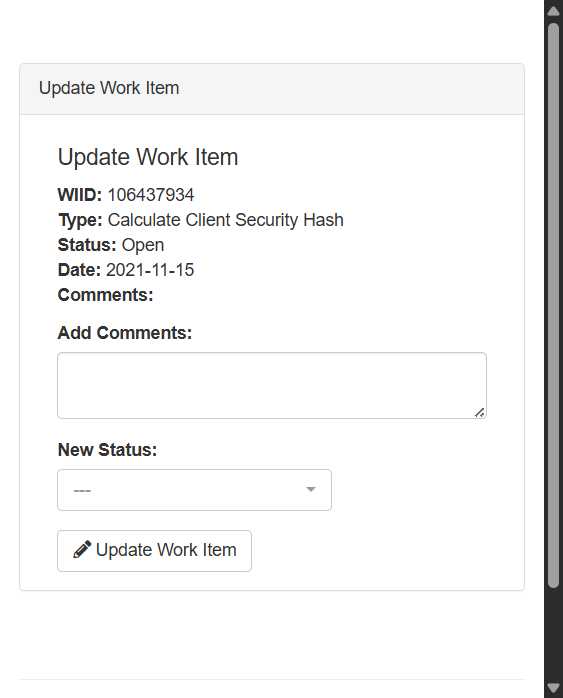 Update Work Item
Update Work Item
WIID: 106437934
Type: Calculate Client Security Hash
Status: Open
Date: 2021-11-15
Comments:
Add Comments:
New Status:
---
Update Work Item